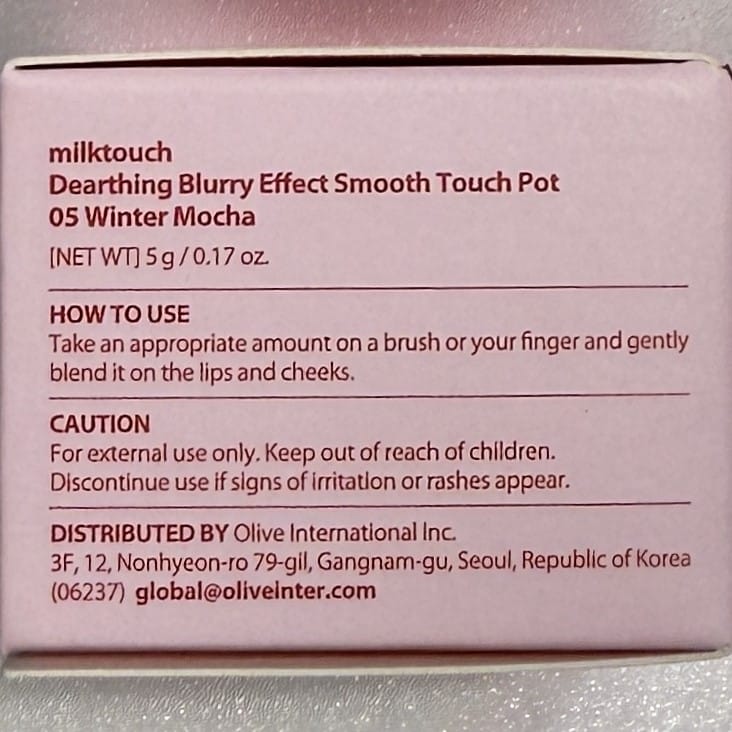 milktouch
Dearthing Blurry Effect Smooth Touch Pot
05 Winter Mocha
[NET WT] 5 g / 0.17 oz.
HOW TO USE
Take an appropriate amount on a brush or your finger and gently
blend it on the lips and cheeks.
CAUTION
For external use only. Keep out of reach of children.
Discontinue use if signs of irritation or rashes appear.
DISTRIBUTED BY Olive International Inc.
3F, 12, Nonhyeon-ro 79-gil, Gangnam-gu, Seoul, Republic of Korea
(06237) global@oliveinter.com